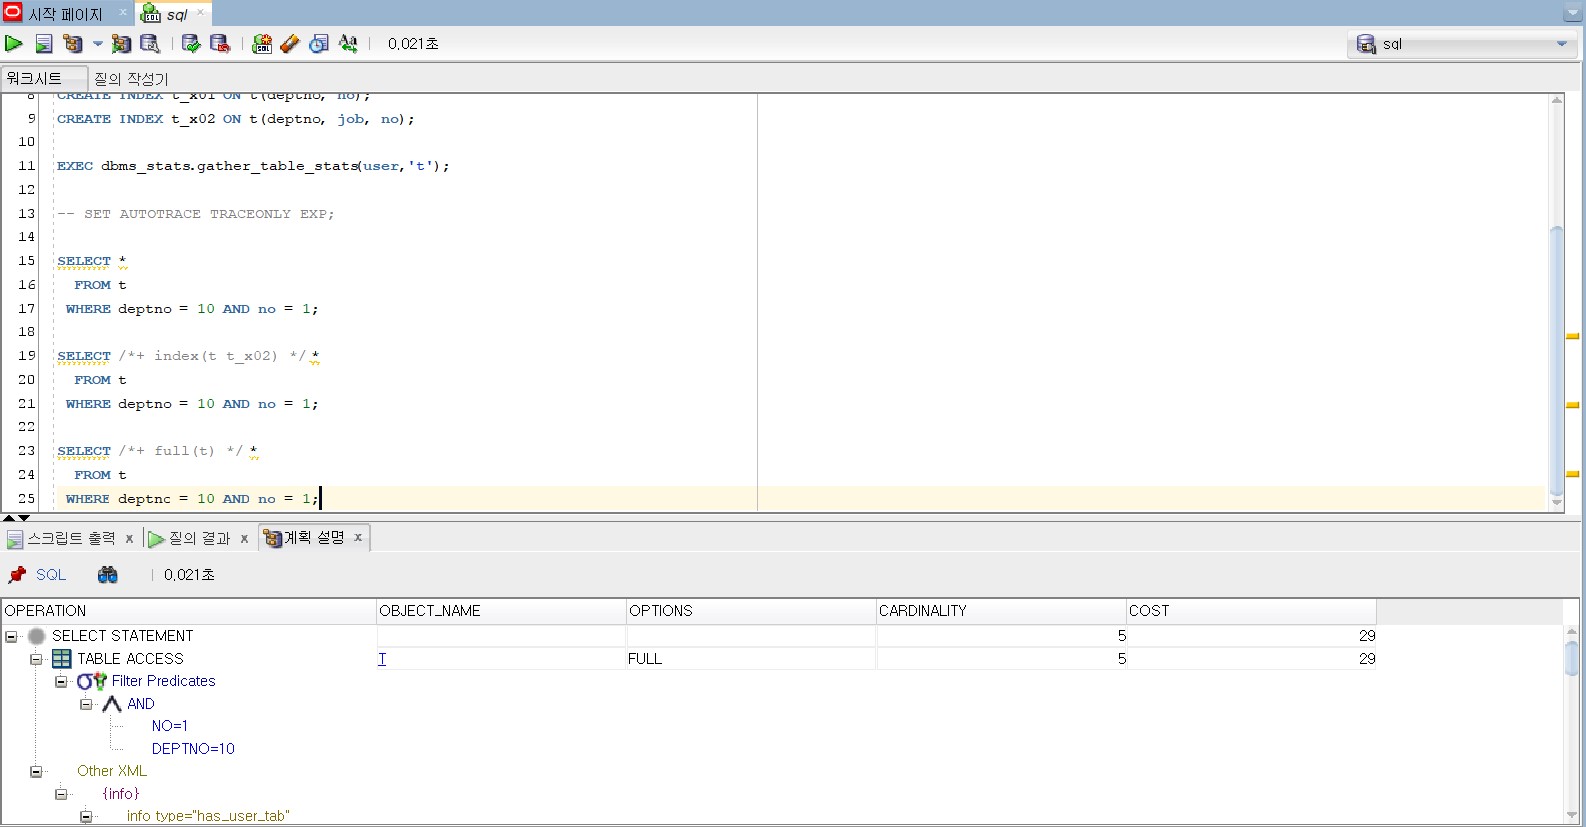 시작 페이지
sql
0,021초
sql
워크시트
질의 작성기
8 CREATE INDEX t_x01 ON t(deptno, no);
9 CREATE INDEX t_x02 ON t(deptno, job, no);
10
11 EXEC dbms_stats.gather_table_stats(user,'t');
12
13 -- SET AUTOTRACE TRACEONLY EXP;
14
15 SELECT *
16 FROM t
17 WHERE deptno = 10 AND no = 1;
18
19 SELECT /*+ index(t t_x02) */ *
20 FROM t
21 WHERE deptno = 10 AND no = 1;
22
23 SELECT /*+ full(t) */ *
24 FROM t
25 WHERE deptno = 10 AND no = 1;
스크립트 출력 x 질의 결과 x 계획 설명 x
SQL 0,021초
OPERATION OBJECT_NAME OPTIONS CARDINALITY COST
SELECT STATEMENT 5 29
TABLE ACCESS T FULL 5 29
Filter Predicates
AND
NO=1
DEPTNO=10
Other XML
{info}
info type="has_user_tab"